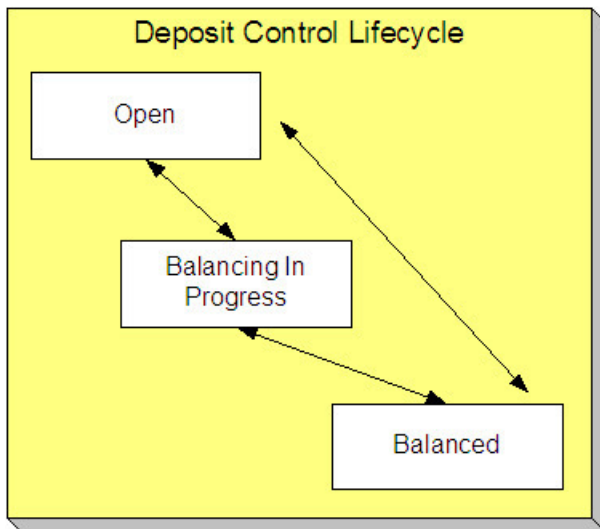 Deposit Control Lifecycle
Open
Balancing In
Progress
Balanced